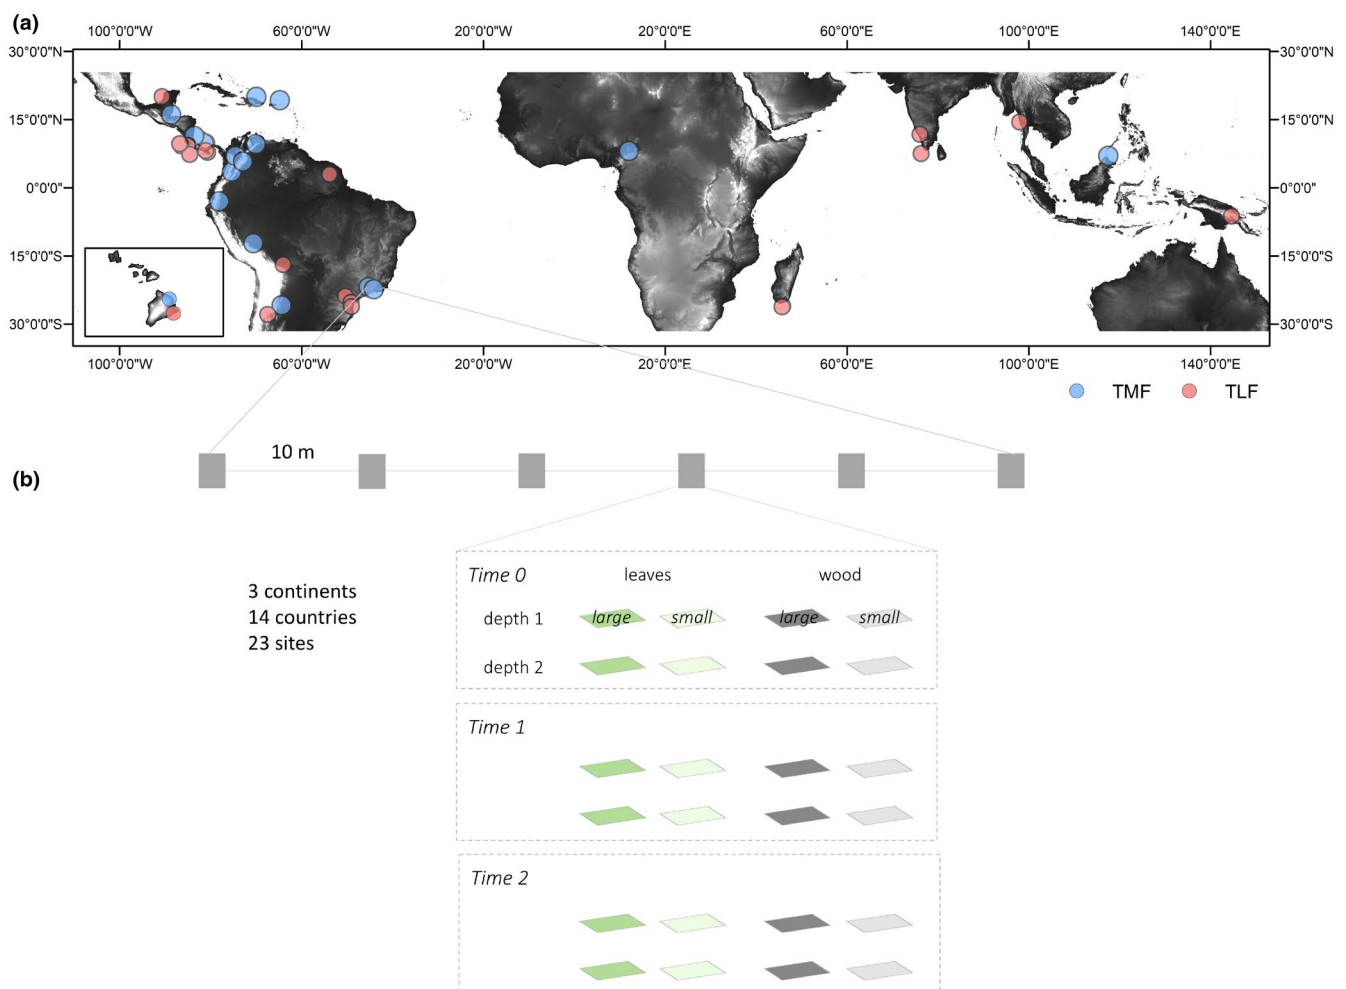 (a)
100°0'0"W 60°0'0"W 20°0'0"W 20°0'0"E 60°0'0"E 100°0'0"E 140°0'0"E
30°0'0"N 30°0'0"N
15°0'0"N 15°0'0"N
0°0'0" 0°0'0"
15°0'0"S 15°0'0"S
30°0'0"S 30°0'0"S
100°0'0"W 60°0'0"W 20°0'0"W 20°0'0"E 60°0'0"E 100°0'0"E 140°0'0"E
TMF TLF
10 m
(b)
3 continents
14 countries
23 sites
Time 0 leaves wood
depth 1 large small large small
depth 2
Time 1
Time 2